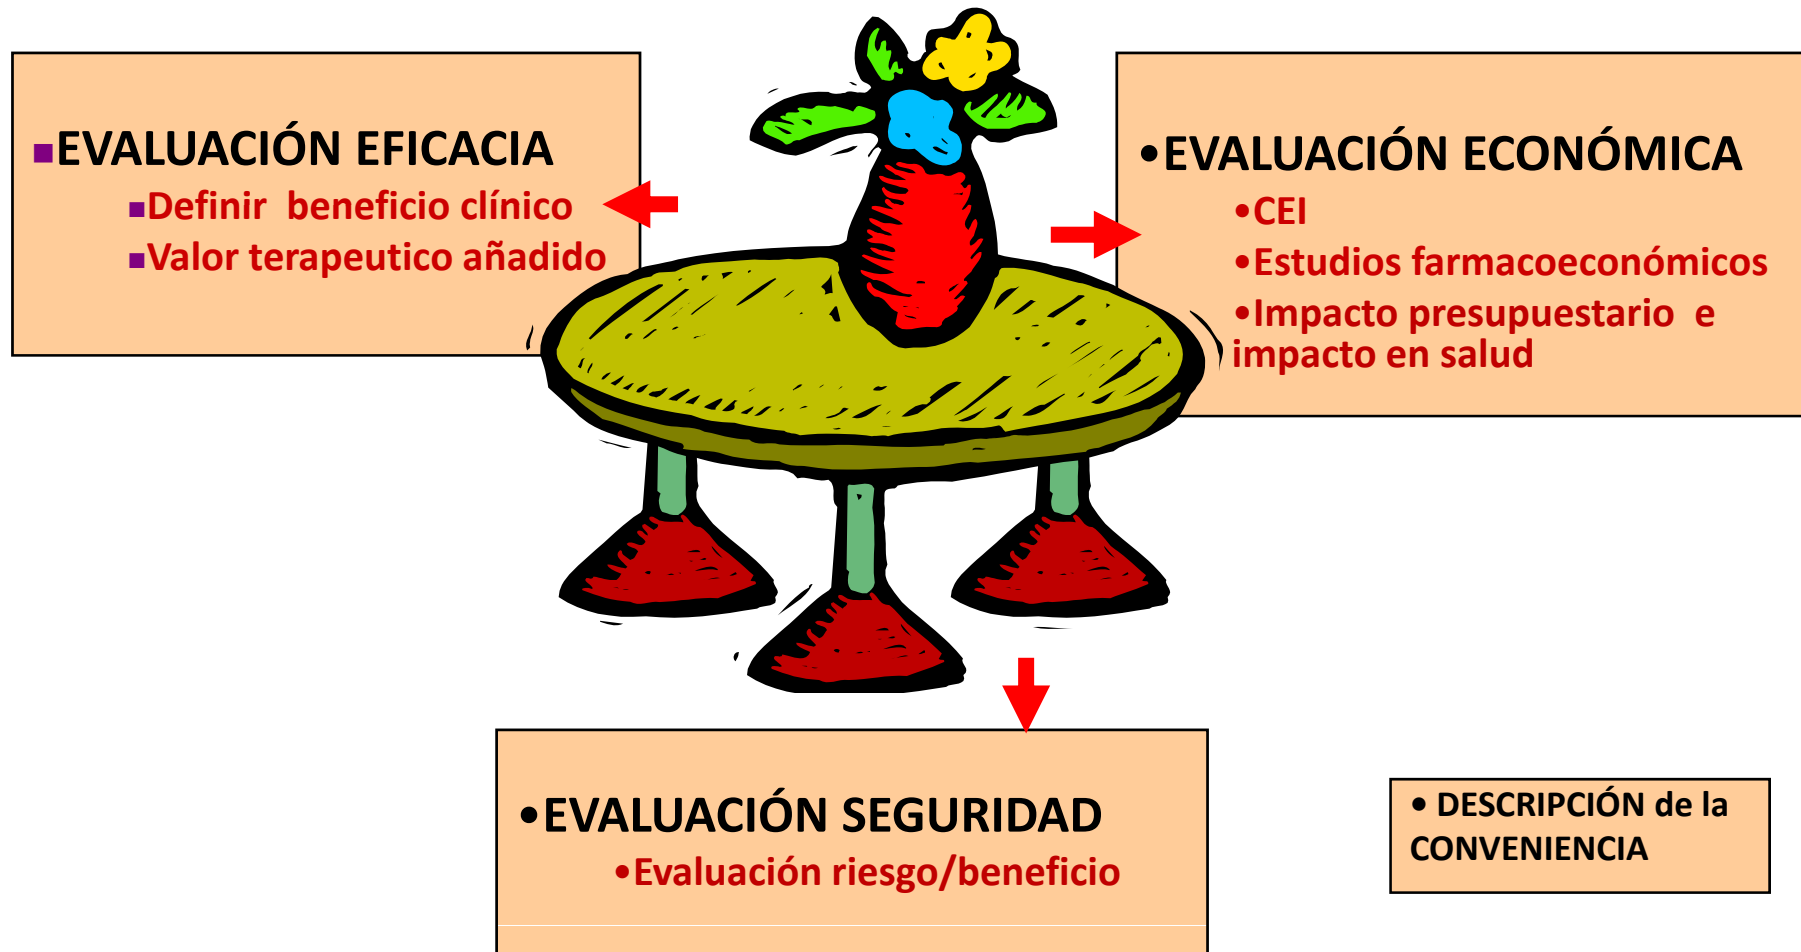 ■EVALUACIÓN EFICACIA
■Definir beneficio clínico
■Valor terapeutico añadido
•EVALUACIÓN ECONÓMICA
•CEI
•Estudios farmacoeconómicos
•Impacto presupuestario e
impacto en salud
•EVALUACIÓN SEGURIDAD
•Evaluación riesgo/beneficio
• DESCRIPCIÓN de la
CONVENIENCIA